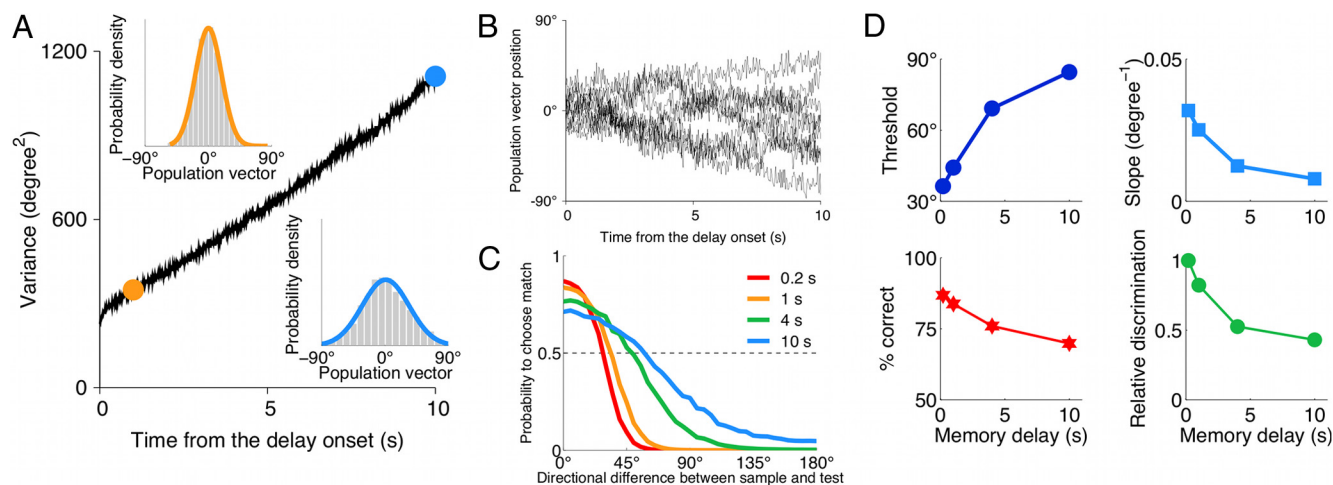 A
Variance (degree²)
1200
600
0
0
5
10
Time from the delay onset (s)
Probability density
−90°
0°
90°
Population vector
Probability density
−90°
0°
90°
Population vector
B
Population vector position
90°
0°
-90°
0
5
10
Time from the delay onset (s)
C
Probability to choose match
1
0.5
0
0.2 s
1 s
4 s
10 s
0°
45°
90°
135°
180°
Directional difference between sample and test
D
Threshold
90°
60°
30°
0
5
10
Slope (degree⁻¹)
0.05
0
0
5
10
% correct
100
75
50
0
5
10
Memory delay (s)
Relative discrimination
1
0.5
0
0
5
10
Memory delay (s)